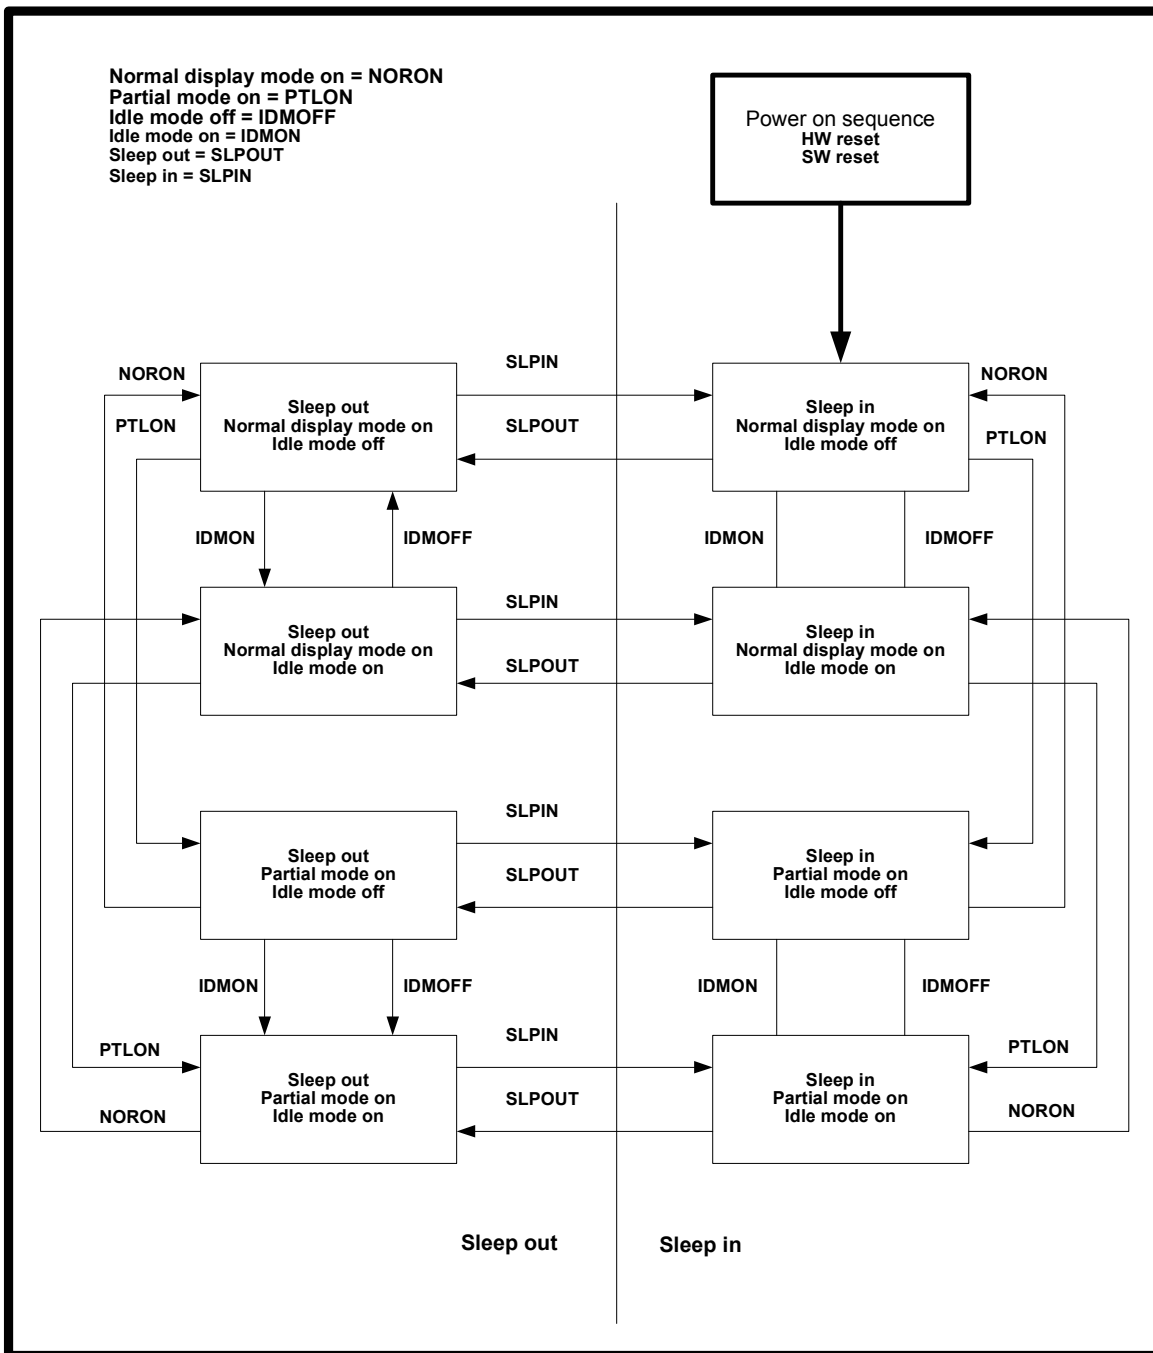 Normal display mode on = NORON
Partial mode on = PTLON
Idle mode off = IDMOFF
Idle mode on = IDMON
Sleep out = SLPOUT
Sleep in = SLPIN
Power on sequence
HW reset
SW reset
NORON
PTLON
Sleep out
Normal display mode on
Idle mode off
SLPIN
SLPOUT
Sleep in
Normal display mode on
Idle mode off
NORON
PTLON
IDMON
IDMOFF
IDMON
IDMOFF
Sleep out
Normal display mode on
Idle mode on
SLPIN
SLPOUT
Sleep in
Normal display mode on
Idle mode on
Sleep out
Partial mode on
Idle mode off
SLPIN
SLPOUT
Sleep in
Partial mode on
Idle mode off
IDMON
IDMOFF
IDMON
IDMOFF
PTLON
NORON
Sleep out
Partial mode on
Idle mode on
SLPIN
SLPOUT
Sleep in
Partial mode on
Idle mode on
PTLON
NORON
Sleep out
Sleep in